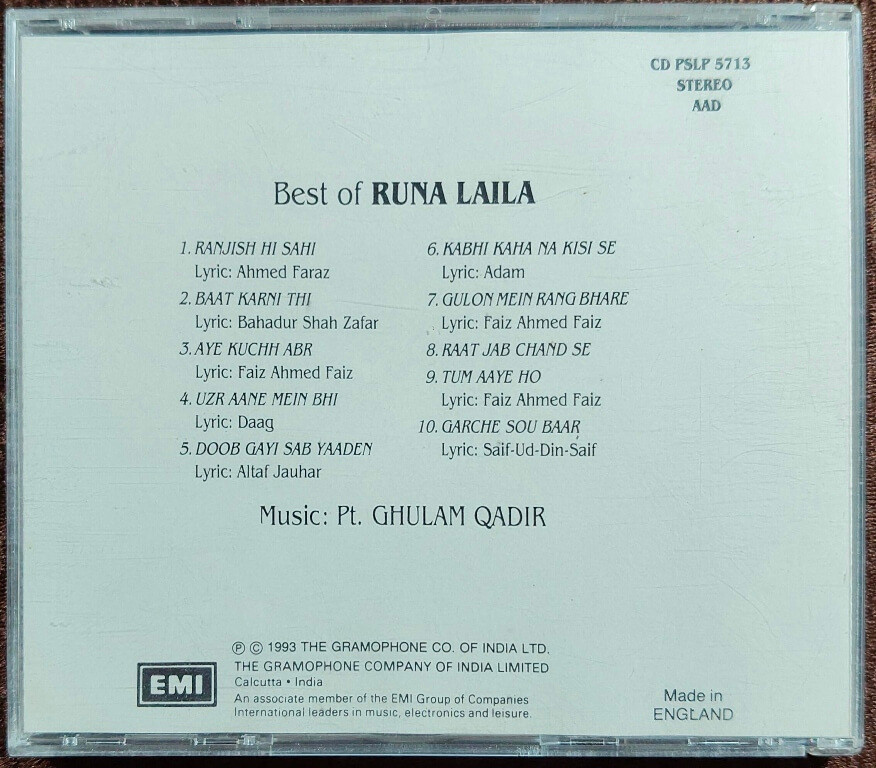 CD PSLP 5713
STEREO
AAD
Best of RUNA LAILA
1. RANJISH HI SAHI
Lyric: Ahmed Faraz
2. BAAT KARNI THI
Lyric: Bahadur Shah Zafar
3. AYE KUCHH ABR
Lyric: Faiz Ahmed Faiz
4. UZR AANE MEIN BHI
Lyric: Daag
5. DOOB GAYI SAB YAADEN
Lyric: Altaf Jauhar
6. KABHI KAHA NA KISI SE
Lyric: Adam
7. GULON MEIN RANG BHARE
Lyric: Faiz Ahmed Faiz
8. RAAT JAB CHAND SE
9. TUM AAYE HO
Lyric: Faiz Ahmed Faiz
10. GARCHE SOU BAAR
Lyric: Saif-Ud-Din-Saif
Music: Pt. GHULAM QADIR
℗ © 1993 THE GRAMOPHONE CO. OF INDIA LTD.
THE GRAMOPHONE COMPANY OF INDIA LIMITED
Calcutta • India
An associate member of the EMI Group of Companies
International leaders in music, electronics and leisure.
EMI
Made in
ENGLAND